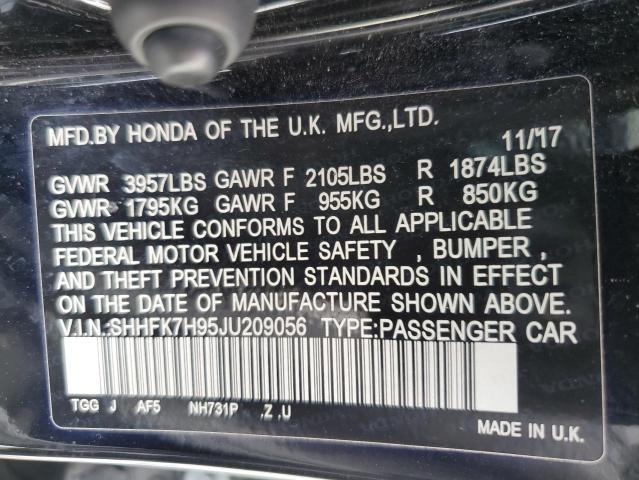 MFD.BY HONDA OF THE U.K. MFG.,LTD.
11/17
GVWR 3957LBS GAWR F 2105LBS R 1874LBS
GVWR 1795KG GAWR F 955KG R 850KG
THIS VEHICLE CONFORMS TO ALL APPLICABLE
FEDERAL MOTOR VEHICLE SAFETY , BUMPER ,
AND THEFT PREVENTION STANDARDS IN EFFECT
ON THE DATE OF MANUFACTURE SHOWN ABOVE.
V.I.N.:SHHFK7H95JU209056 TYPE:PASSENGER CAR
TGG J AF5 NH731P ,Z ,U
MADE IN U.K.